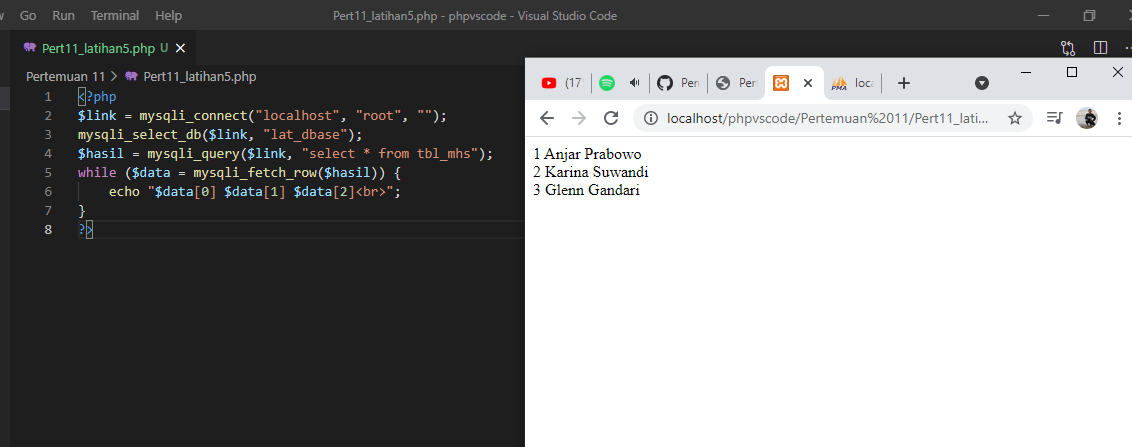 Go Run Terminal Help Pert11_latihan5.php - phpvscode - Visual Studio Code
Pert11_latihan5.php U
Pertemuan 11 > Pert11_latihan5.php
1 <?php
2 $link = mysqli_connect("localhost", "root", "");
3 mysqli_select_db($link, "lat_dbase");
4 $hasil = mysqli_query($link, "select * from tbl_mhs");
5 while ($data = mysqli_fetch_row($hasil)) {
6 echo "$data[0] $data[1] $data[2]<br>";
7 }
8 ?>
(17 Per Per PMA loca
localhost/phpvscode/Pertemuan%2011/Pert11_lati...
1 Anjar Prabowo
2 Karina Suwandi
3 Glenn Gandari